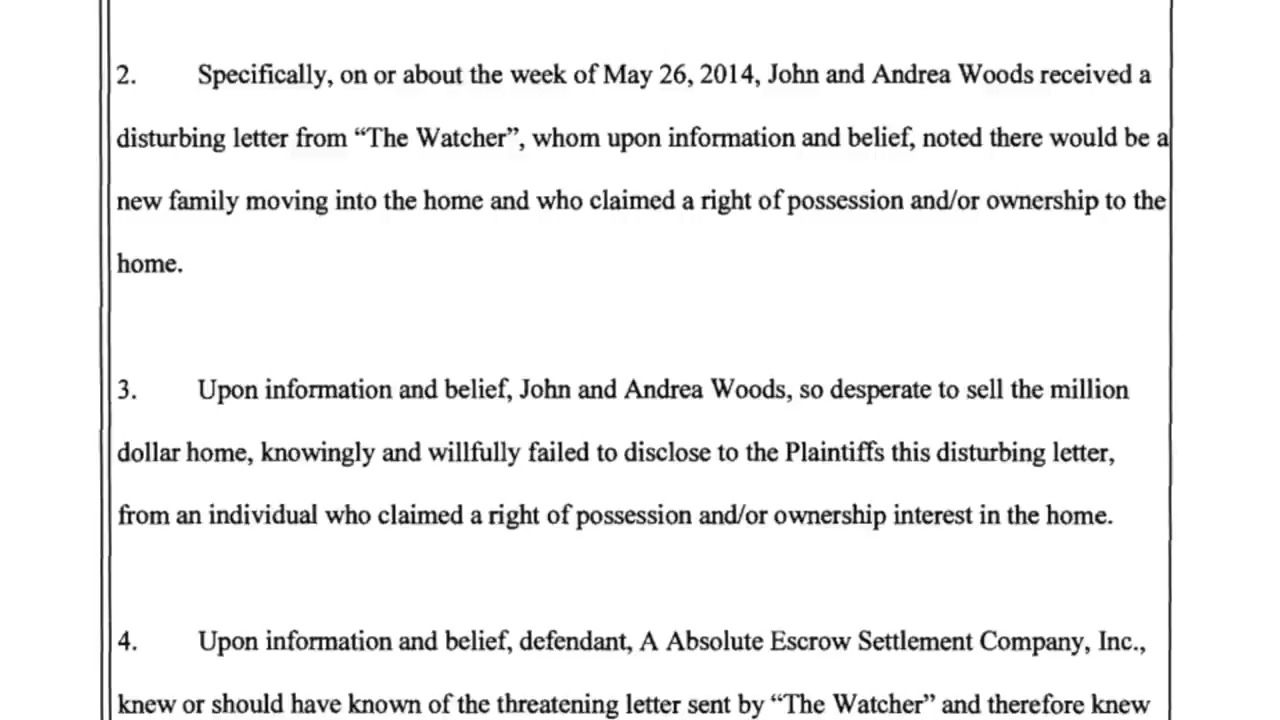 2. Specifically, on or about the week of May 26, 2014, John and Andrea Woods received a
disturbing letter from “The Watcher”, whom upon information and belief, noted there would be a
new family moving into the home and who claimed a right of possession and/or ownership to the
home.
3. Upon information and belief, John and Andrea Woods, so desperate to sell the million
dollar home, knowingly and willfully failed to disclose to the Plaintiffs this disturbing letter,
from an individual who claimed a right of possession and/or ownership interest in the home.
4. Upon information and belief, defendant, A Absolute Escrow Settlement Company, Inc.,
knew or should have known of the threatening letter sent by “The Watcher” and therefore knew